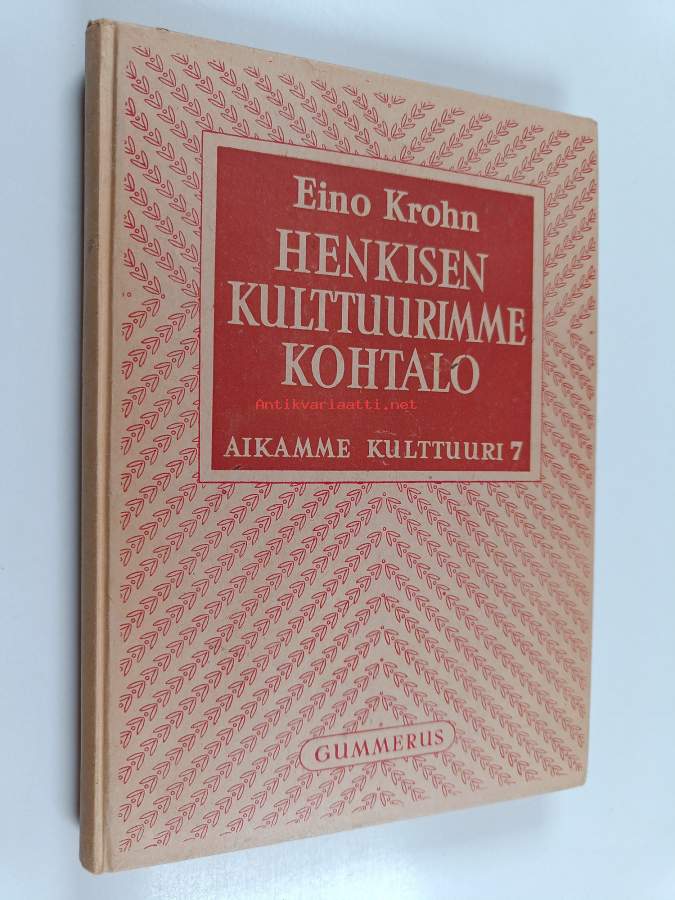 Eino Krohn
HENKISEN
KULTTUURIMME
KOHTALO
Antikvariaatti.net
AIKAMME KULTTUURI 7
GUMMERUS